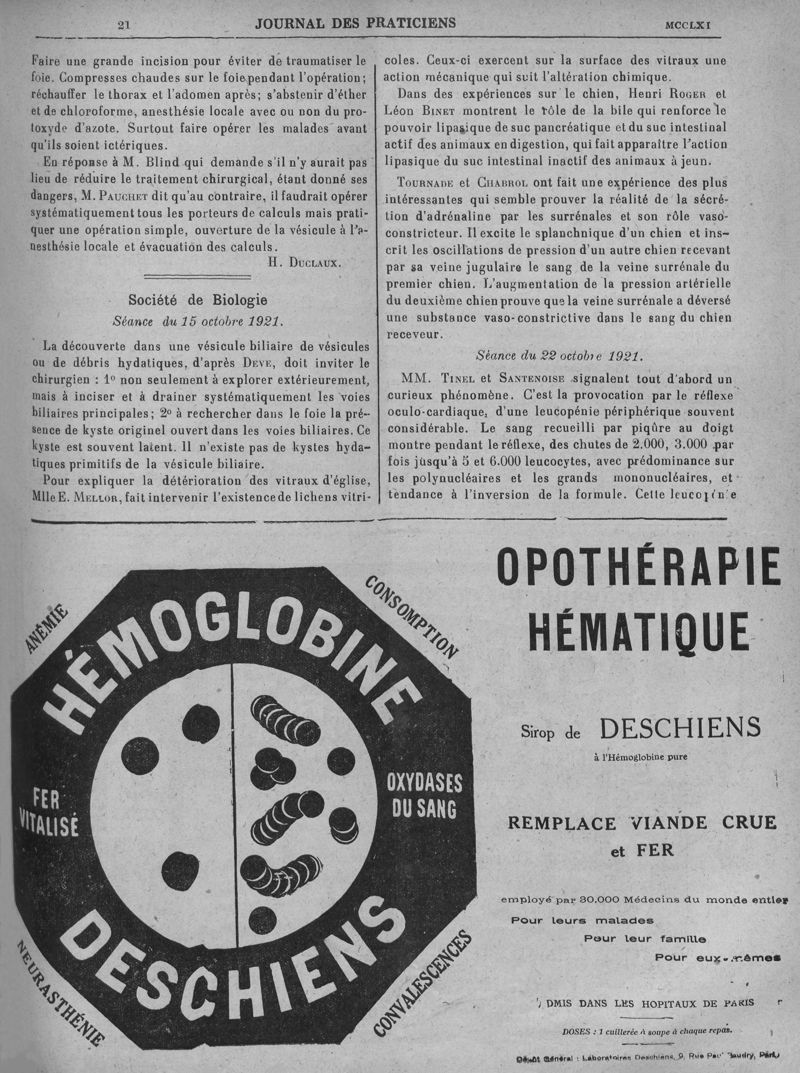 21
JOURNAL DES PRATICIENS
MCCLXI
Faire une grande incision pour éviter de traumatiser le
foie. Compresses chaudes sur le foie pendant l'opération;
réchauffer le thorax et l'adomen après; s'abstenir d'éther
et de chloroforme, anesthésie locale avec ou non du pro-
toxyde d'azote. Surtout faire opérer les malades avant
qu'ils soient ictériques.
En réponse à M. Blind qui demande s'il n'y aurait pas
lieu de réduire le traitement chirurgical, étant donné ses
dangers, M. PAUCHET dit qu'au contraire, il faudrait opérer
systématiquement tous les porteurs de calculs mais prati-
quer une opération simple, ouverture de la vésicule à l'a-
nesthésie locale et évacuation des calculs.
H. DUCLAUX.
Société de Biologie
Séance du 15 octobre 1921.
La découverte dans une vésicule biliaire de vésicules
ou de débris hydatiques, d'après DEVE, doit inviter le
chirurgien : 1º non seulement à explorer extérieurement,
mais à inciser et à drainer systématiquement les voies
biliaires principales; 2º à rechercher dans le foie la pré-
sence de kyste originel ouvert dans les voies biliaires. Ce
kyste est souvent latent. Il n'existe pas de kystes hyda-
tiques primitifs de la vésicule biliaire.
Pour expliquer la détérioration des vitraux d'église,
Mlle E. MELLOR, fait intervenir l'existence de lichens vitri-
coles. Ceux-ci exercent sur la surface des vitraux une
action mécanique qui suit l'altération chimique.
Dans des expériences sur le chien, Henri ROGER et
Léon BINET montrent le rôle de la bile qui renforce le
pouvoir lipasique de suc pancréatique et du suc intestinal
actif des animaux en digestion, qui fait apparaître l'action
lipasique du suc intestinal inactif des animaux à jeun.
TOURNADE et CHABROL ont fait une expérience des plus
intéressantes qui semble prouver la réalité de la sécré-
tion d'adrénaline par les surrénales et son rôle vaso-
constricteur. Il excite le splanchnique d'un chien et ins-
crit les oscillations de pression d'un autre chien recevant
par sa veine jugulaire le sang de la veine surrénale du
premier chien. L'augmentation de la pression artérielle
du deuxième chien prouve que la veine surrénale a déversé
une substance vaso-constrictive dans le sang du chien
receveur.
Séance du 22 octobre 1921.
MM. TINEL et SANTENOISE signalent tout d'abord un
curieux phénomène. C'est la provocation par le réflexe
oculo-cardiaque, d'une leucopénie périphérique souvent
considérable. Le sang recueilli par piqûre au doigt
montre pendant le réflexe, des chutes de 2.000, 3.000 par
fois jusqu'à 5 et 6.000 leucocytes, avec prédominance sur
les polynucléaires et les grands mononucléaires, et
tendance à l'inversion de la formule. Cette
ANÉMIE
CONSOMPTION
HÉMOGLOBINE
FER
VITALISÉ
OXYDASES
DU SANG
DESCHIENS
NEURASTHÉNIE
CONVALESCENCES
OPOTHÉRAPIE
HÉMATIQUE
Sirop de DESCHIENS
à l'Hémoglobine pure
REMPLACE VIANDE CRUE
et FER
employé par 30.000 Médecins du monde entier
Pour leurs malades
Pour leur famille
Pour
DMIS DANS LES HOPITAUX DE PARIS
DOSES : 1 cuillerée à soupe à chaque repas.
Dépôt Général : Laboratoires Deschiens, 9, Rue